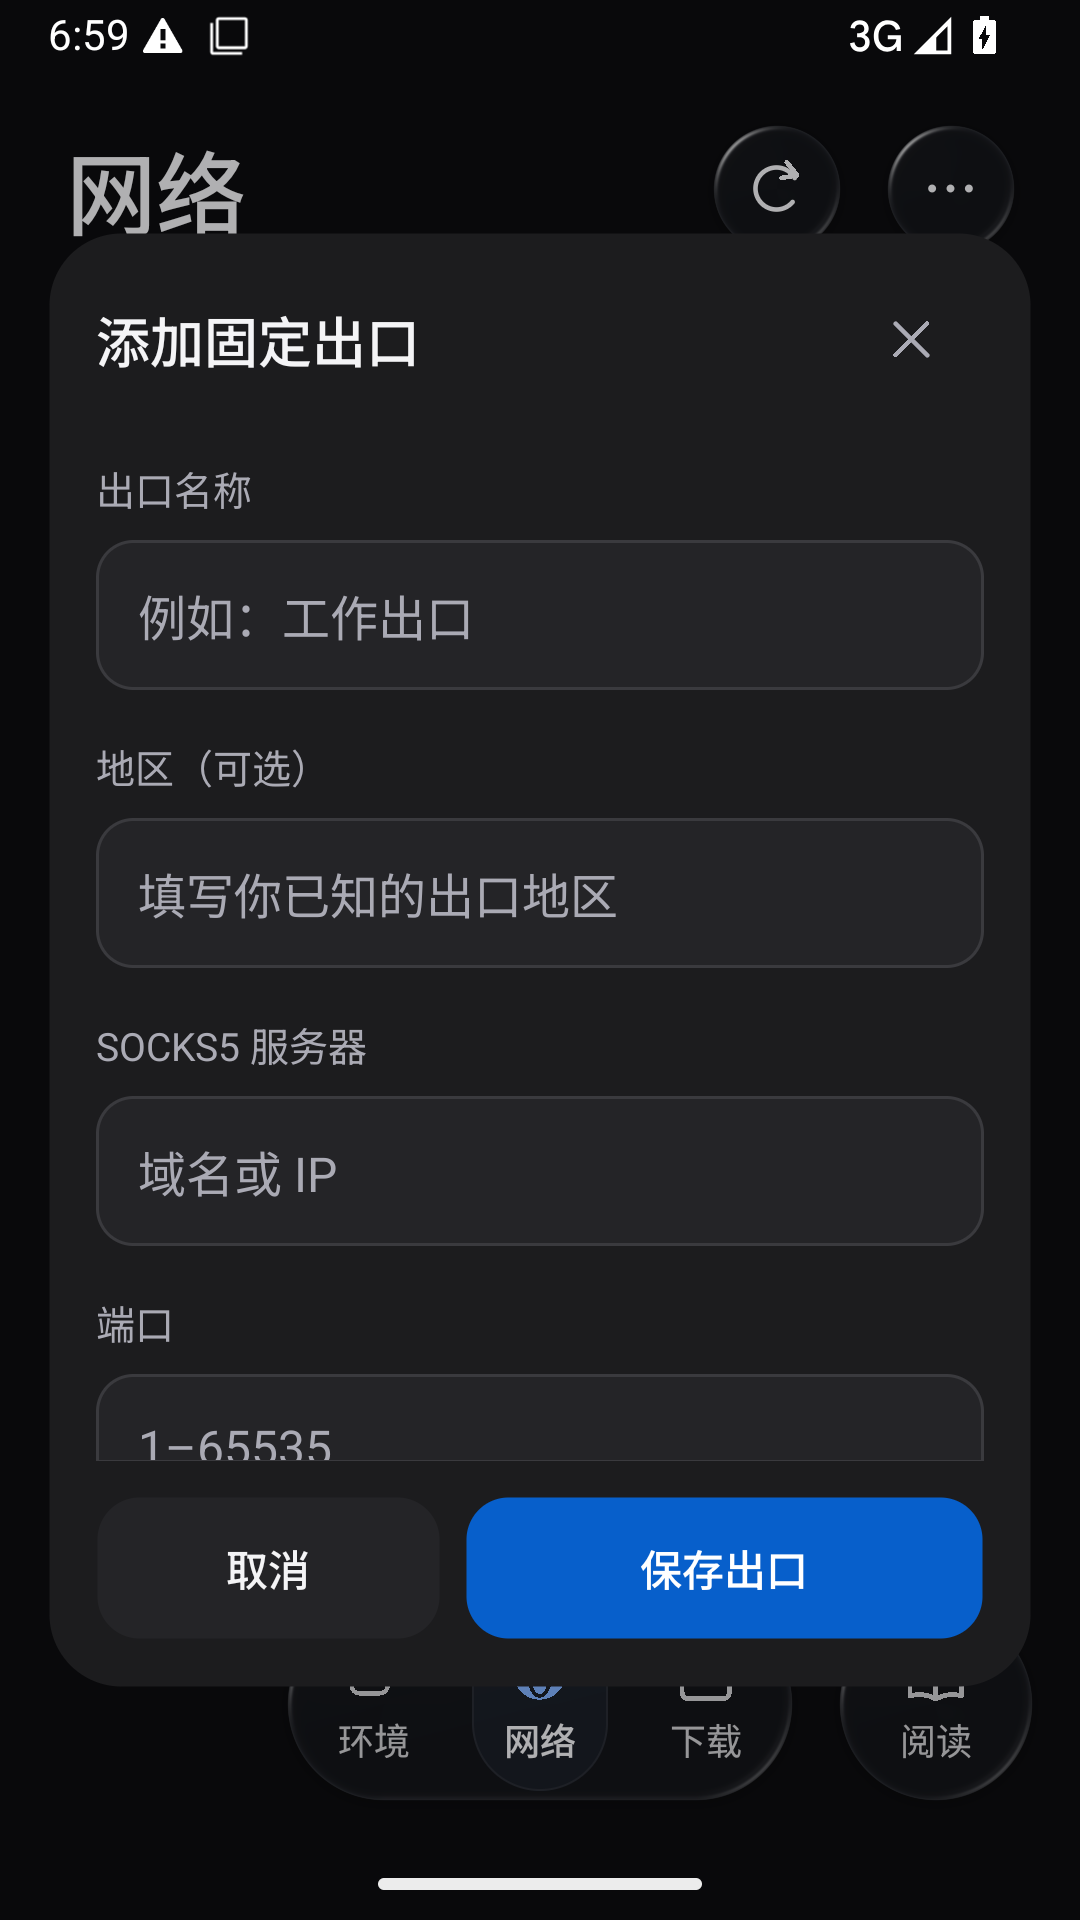 6:59
3G
网络
添加固定出口
出口名称
例如：工作出口
地区（可选）
填写你已知的出口地区
SOCKS5 服务器
域名或 IP
端口
1–65535
取消
保存出口
环境
网络
下载
阅读